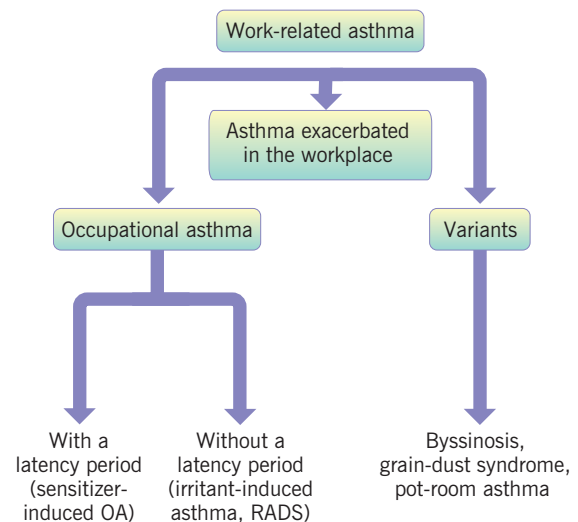 Work-related asthma
Asthma exacerbated
in the workplace
Occupational asthma
Variants
With a
latency period
(sensitizer-
induced OA)
Without a
latency period
(irritant-induced
asthma, RADS)
Byssinosis,
grain-dust syndrome,
pot-room asthma